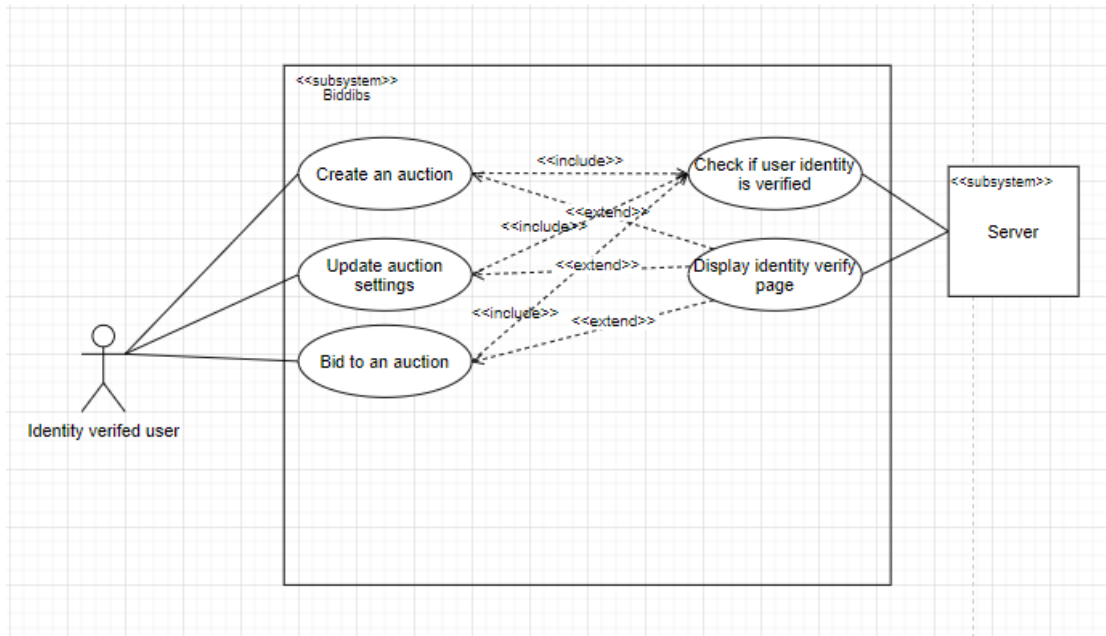 <<subsystem>>
Biddibs
Create an auction
<<include>>
Check if user identity
is verified
<<subsystem>>
Server
<<extend>>
<<include>>
Update auction
settings
<<extend>>
Display identity verify
page
<<include>>
<<extend>>
Bid to an auction
Identity verifed user